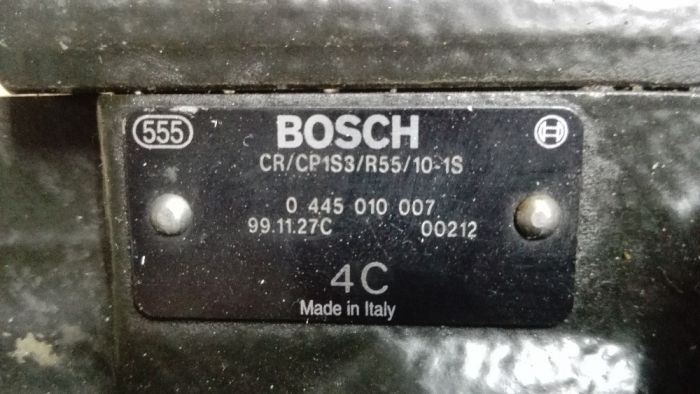 555 BOSCH
CR/CP1S3/R55/10-1S
0 445 010 007
99.11.27C 00212
4C
Made in Italy